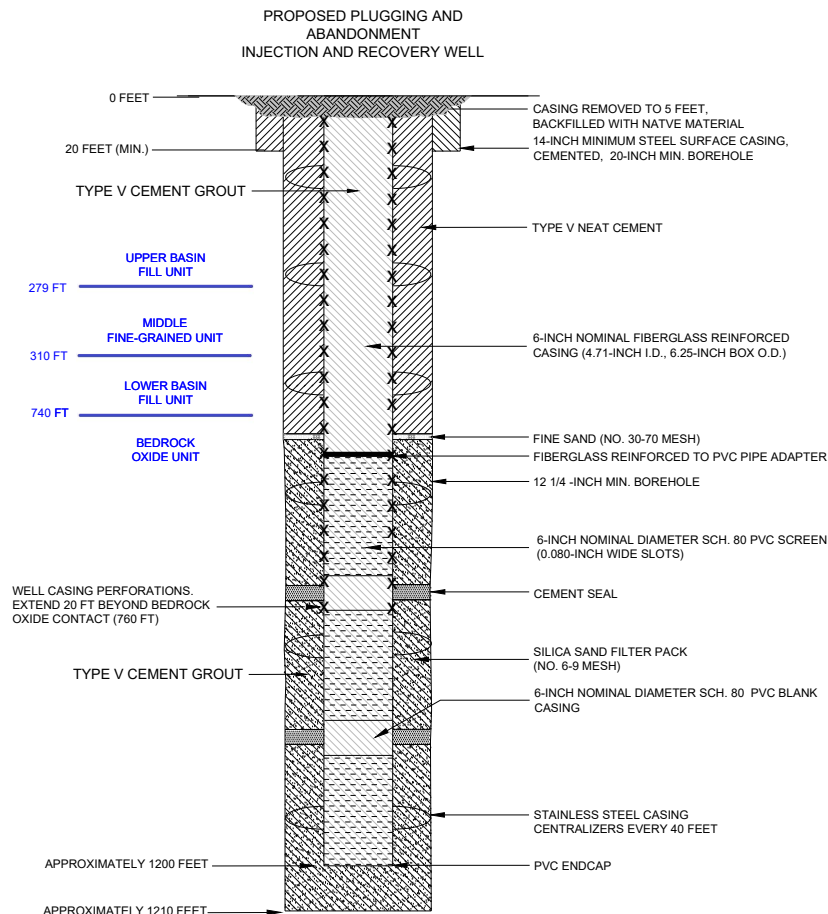 PROPOSED PLUGGING AND
ABANDONMENT
INJECTION AND RECOVERY WELL
0 FEET
CASING REMOVED TO 5 FEET,
BACKFILLED WITH NATVE MATERIAL
20 FEET (MIN.)
14-INCH MINIMUM STEEL SURFACE CASING,
CEMENTED, 20-INCH MIN. BOREHOLE
TYPE V CEMENT GROUT
TYPE V NEAT CEMENT
UPPER BASIN
FILL UNIT
279 FT
MIDDLE
FINE-GRAINED UNIT
6-INCH NOMINAL FIBERGLASS REINFORCED
CASING (4.71-INCH I.D., 6.25-INCH BOX O.D.)
310 FT
LOWER BASIN
FILL UNIT
740 FT
BEDROCK
OXIDE UNIT
FINE SAND (NO. 30-70 MESH)
FIBERGLASS REINFORCED TO PVC PIPE ADAPTER
12 1/4 -INCH MIN. BOREHOLE
6-INCH NOMINAL DIAMETER SCH. 80 PVC SCREEN
(0.080-INCH WIDE SLOTS)
WELL CASING PERFORATIONS.
EXTEND 20 FT BEYOND BEDROCK
OXIDE CONTACT (760 FT)
CEMENT SEAL
SILICA SAND FILTER PACK
(NO. 6-9 MESH)
TYPE V CEMENT GROUT
6-INCH NOMINAL DIAMETER SCH. 80 PVC BLANK
CASING
STAINLESS STEEL CASING
CENTRALIZERS EVERY 40 FEET
APPROXIMATELY 1200 FEET
PVC ENDCAP
APPROXIMATELY 1210 FEET